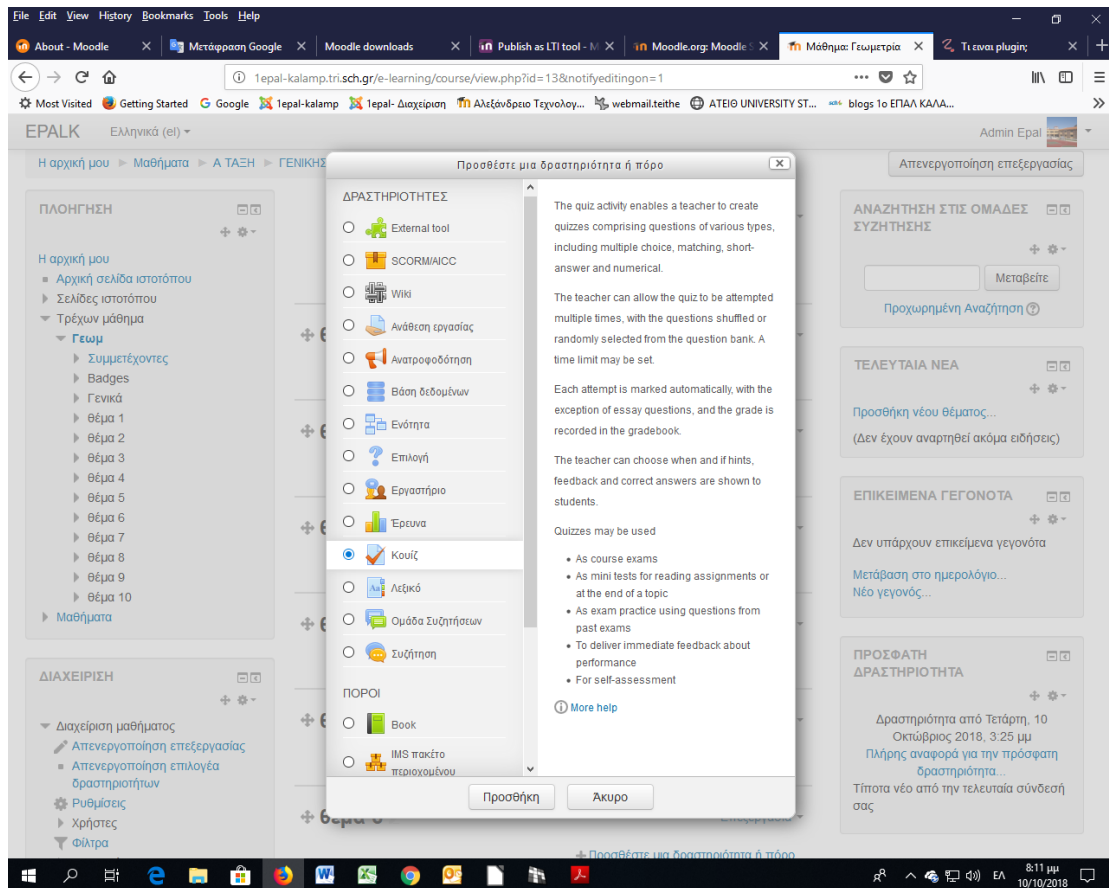 File Edit View History Bookmarks Tools Help
About - Moodle
Μετάφραση Google
Moodle downloads
Publish as LTI tool - M
Moodle.org: Moodle S
Μάθημα: Γεωμετρία
Τι ειναι plugin;
1epal-kalamp.tri.sch.gr/e-learning/course/view.php?id=13&notifyeditingon=1
Most Visited Getting Started Google 1epal-kalamp 1epal- Διαχείριση Αλεξάνδρειο Τεχνολογ... webmail.teithe ΑΤΕΙΘ UNIVERSITY ST... blogs 1ο ΕΠΑΛ ΚΑΛΑ...
EPALK Ελληνικά (el)
Admin Epal
Η αρχική μου Μαθήματα Α ΤΑΞΗ ΓΕΝΙΚΗΣ
Απενεργοποίηση επεξεργασίας
ΠΛΟΗΓΗΣΗ
Η αρχική μου
Αρχική σελίδα ιστοτόπου
Σελίδες ιστοτόπου
Τρέχων μάθημα
Γεωμ
Συμμετέχοντες
Badges
Γενικά
Θέμα 1
Θέμα 2
Θέμα 3
Θέμα 4
Θέμα 5
Θέμα 6
Θέμα 7
Θέμα 8
Θέμα 9
Θέμα 10
Μαθήματα
ΔΙΑΧΕΙΡΙΣΗ
Διαχείριση μαθήματος
Απενεργοποίηση επεξεργασίας
Απενεργοποίηση επιλογέα
δραστηριοτήτων
Ρυθμίσεις
Χρήστες
Φίλτρα
Προσθέστε μια δραστηριότητα ή πόρο
ΔΡΑΣΤΗΡΙΟΤΗΤΕΣ
External tool
SCORM/AICC
Wiki
Ανάθεση εργασίας
Ανατροφοδότηση
Βάση δεδομένων
Ενότητα
Επιλογή
Εργαστήριο
Έρευνα
Κουίζ
Λεξικό
Ομάδα Συζητήσεων
Συζήτηση
ΠΟΡΟΙ
Book
IMS πακέτο
περιεχομένου
The quiz activity enables a teacher to create
quizzes comprising questions of various types,
including multiple choice, matching, short-
answer and numerical.
The teacher can allow the quiz to be attempted
multiple times, with the questions shuffled or
randomly selected from the question bank. A
time limit may be set.
Each attempt is marked automatically, with the
exception of essay questions, and the grade is
recorded in the gradebook.
The teacher can choose when and if hints,
feedback and correct answers are shown to
students.
Quizzes may be used
As course exams
As mini tests for reading assignments or
at the end of a topic
As exam practice using questions from
past exams
To deliver immediate feedback about
performance
For self-assessment
More help
Προσθήκη Άκυρο
Προσθέστε μια δραστηριότητα ή πόρο
ΑΝΑΖΗΤΗΣΗ ΣΤΙΣ ΟΜΑΔΕΣ
ΣΥΖΗΤΗΣΗΣ
Μεταβείτε
Προχωρημένη Αναζήτηση
ΤΕΛΕΥΤΑΙΑ ΝΕΑ
Προσθήκη νέου θέματος...
(Δεν έχουν αναρτηθεί ακόμα ειδήσεις)
ΕΠΙΚΕΙΜΕΝΑ ΓΕΓΟΝΟΤΑ
Δεν υπάρχουν επικείμενα γεγονότα
Μετάβαση στο ημερολόγιο...
Νέο γεγονός...
ΠΡΟΣΦΑΤΗ
ΔΡΑΣΤΗΡΙΟΤΗΤΑ
Δραστηριότητα από Τετάρτη, 10
Οκτώβριος 2018, 3:25 μμ
Πλήρης αναφορά για την πρόσφατη
δραστηριότητα...
Τίποτα νέο από την τελευταία σύνδεσή
σας
ΕΛ
8:11 μμ
10/10/2018